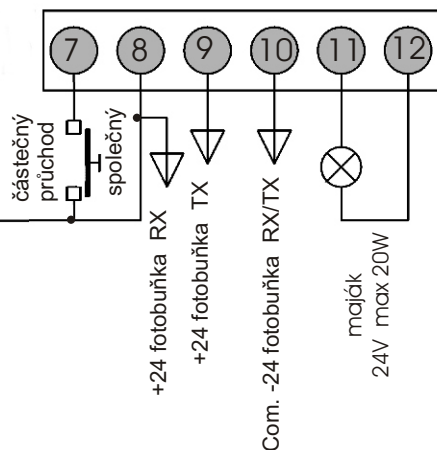 7 8 9 10 11 12
částečný
průchod
společný
+24 fotobuňka RX
+24 fotobuňka TX
Com. -24 fotobuňka RX/TX
maják
24V max 20W